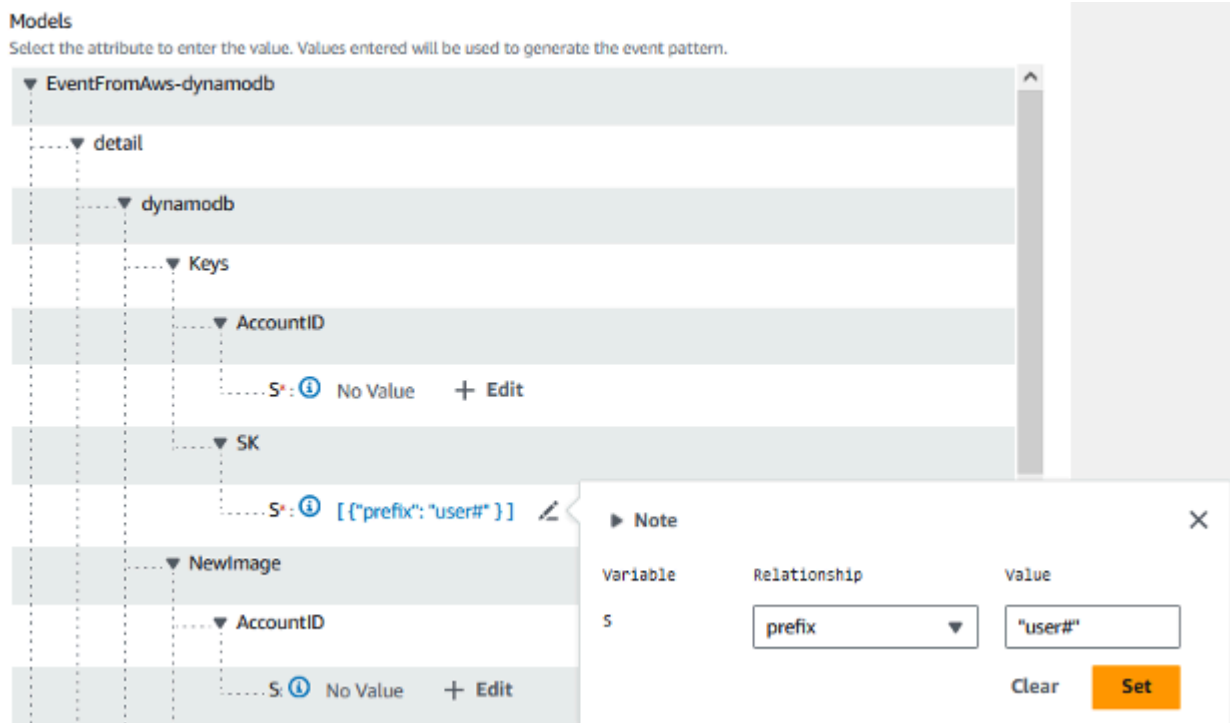 Models
Select the attribute to enter the value. Values entered will be used to generate the event pattern.
EventFromAws-dynamodb
detail
dynamodb
Keys
AccountID
S* : No Value + Edit
SK
S* : [ {"prefix": "user#" } ]
Note
Variable Relationship Value
S prefix "user#"
Clear Set
NewImage
AccountID
S: No Value + Edit